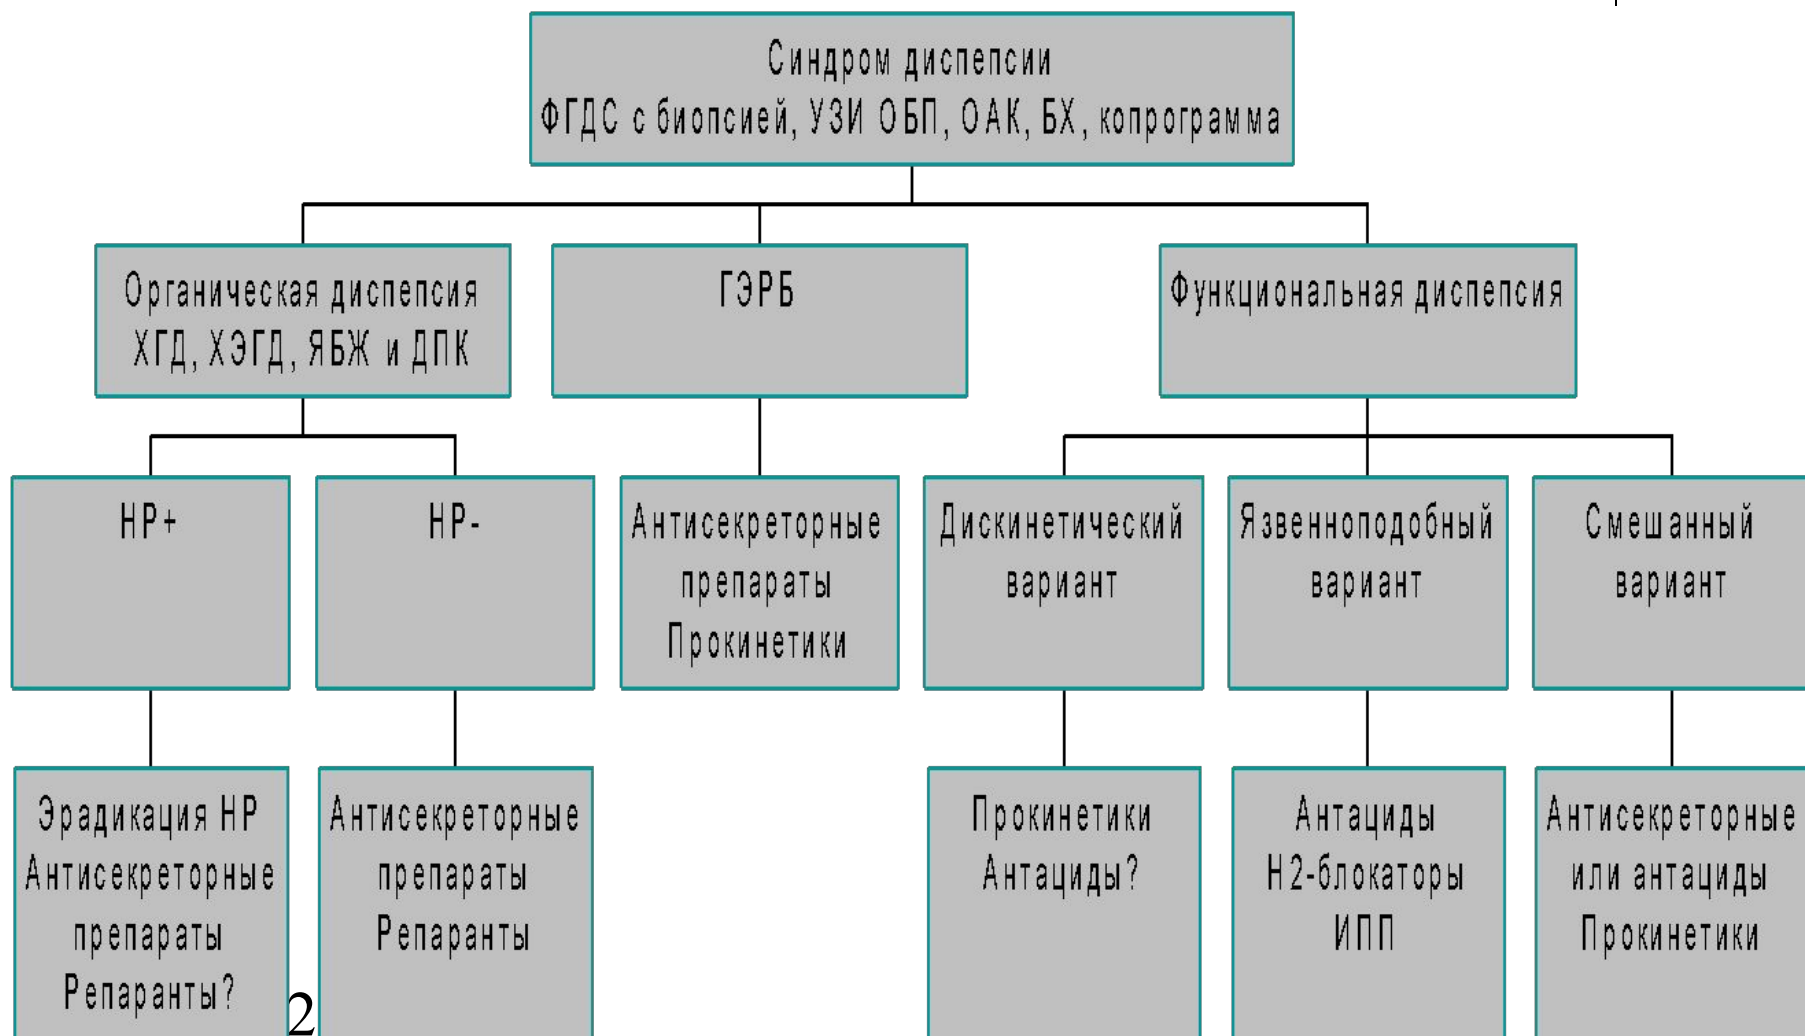 Синдром диспепсии
ФГДС с биопсией, УЗИ ОБП, ОАК, БХ, копрограмма
Органическая диспепсия
ХГД, ХЭГД, ЯБЖ и ДПК
ГЭРБ
Функциональная диспепсия
НР+
НР-
Антисекреторные
препараты
Прокинетики
Дискинетический
вариант
Язвенноподобный
вариант
Смешанный
вариант
Эрадикация НР
Антисекреторные
препараты
Репаранты?
Антисекреторные
препараты
Репаранты
Прокинетики
Антациды?
Антациды
Н2-блокаторы
ИПП
Антисекреторные
или антациды
Прокинетики
2